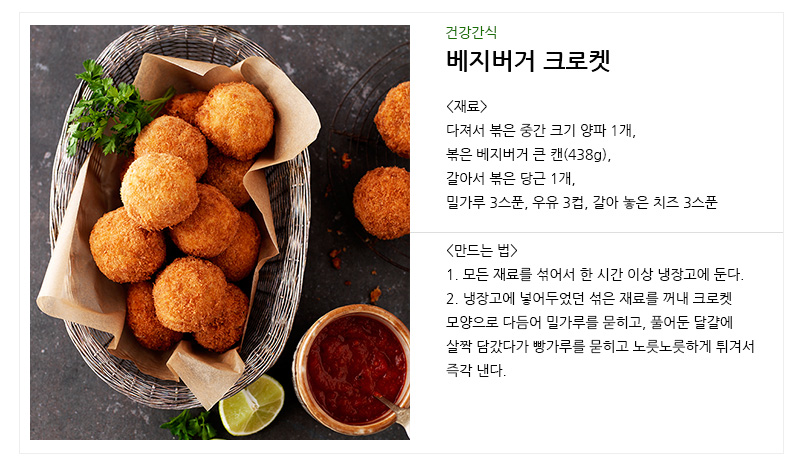 건강간식
베지버거 크로켓
<재료>
다져서 볶은 중간 크기 양파 1개,
볶은 베지버거 큰 캔(438g),
갈아서 볶은 당근 1개,
밀가루 3스푼, 우유 3컵, 갈아 놓은 치즈 3스푼
<만드는 법>
1. 모든 재료를 섞어서 한 시간 이상 냉장고에 둔다.
2. 냉장고에 넣어두었던 섞은 재료를 꺼내 크로켓
모양으로 다듬어 밀가루를 묻히고, 풀어둔 달걀에
살짝 담갔다가 빵가루를 묻히고 노릇노릇하게 튀겨서
즉각 낸다.